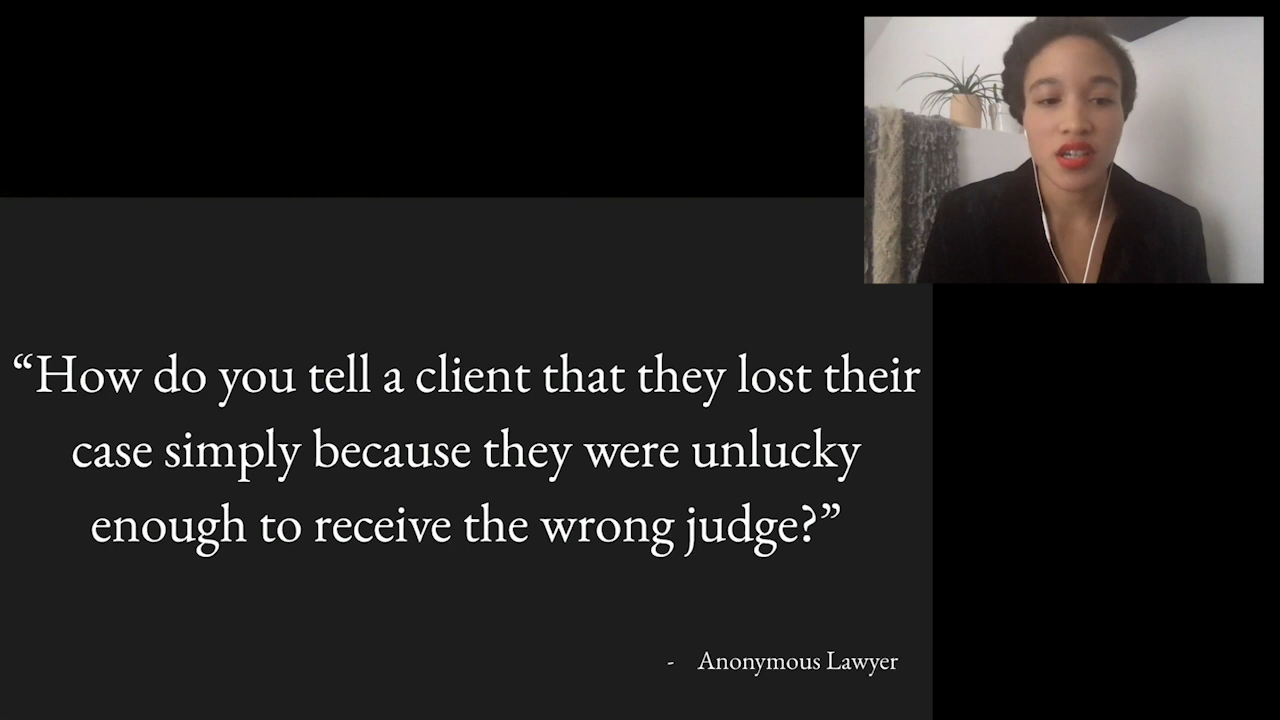 “How do you tell a client that they lost their
case simply because they were unlucky
enough to receive the wrong judge?”
- Anonymous Lawyer